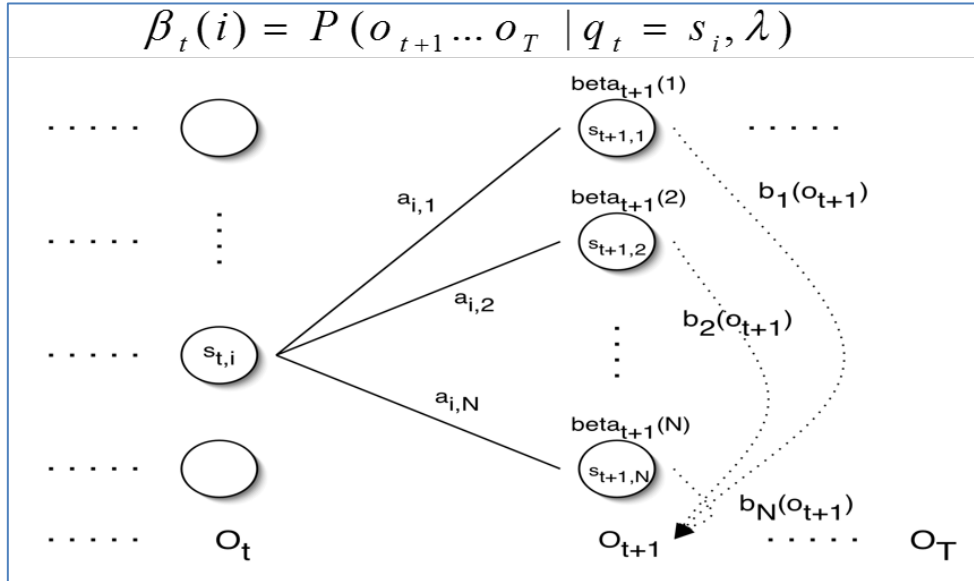 β_t(i) = P(o_{t+1}...o_T | q_t = s_i, λ)
beta_{t+1}(1)
s_{t+1,1}
b_1(o_{t+1})
a_{i,1}
beta_{t+1}(2)
s_{t+1,2}
a_{i,2}
b_2(o_{t+1})
s_{t,i}
a_{i,N}
beta_{t+1}(N)
s_{t+1,N}
b_N(o_{t+1})
O_t
O_{t+1}
O_T